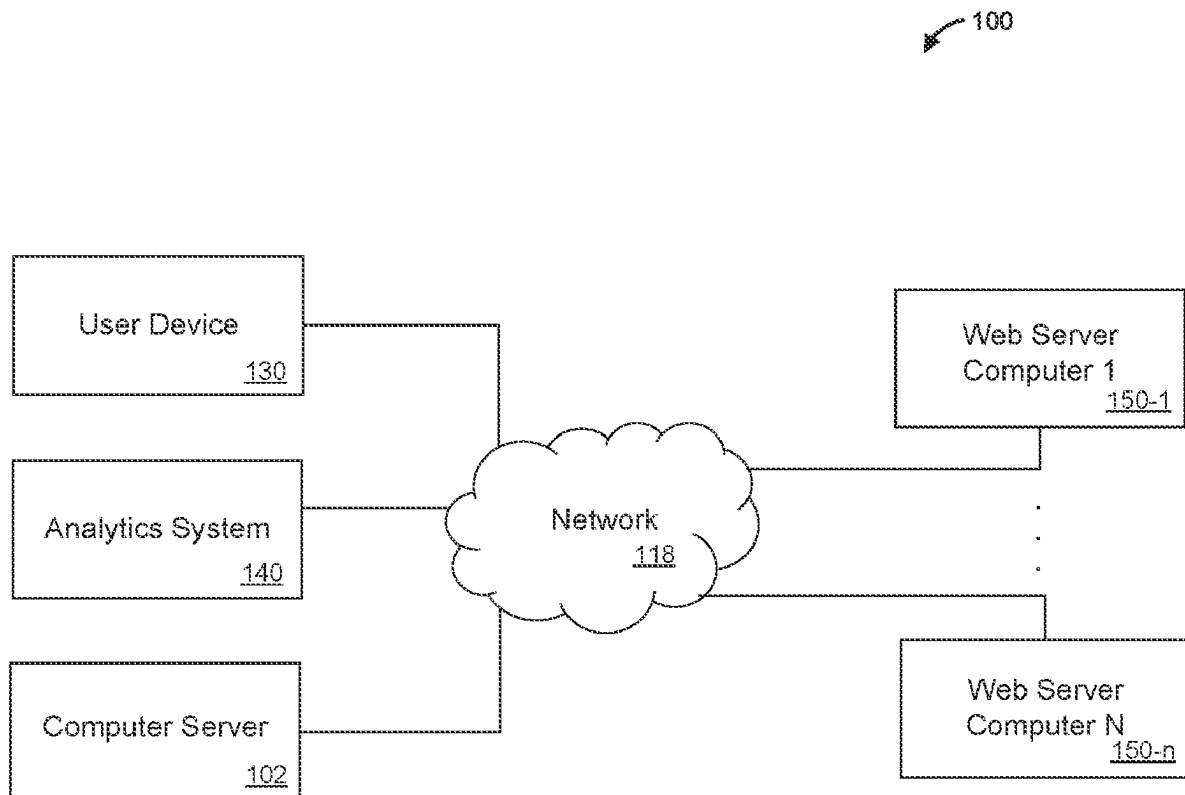 100
User Device
130
Web Server
Computer 1
150-1
Analytics System
140
Network
118
Computer Server
102
Web Server
Computer N
150-n